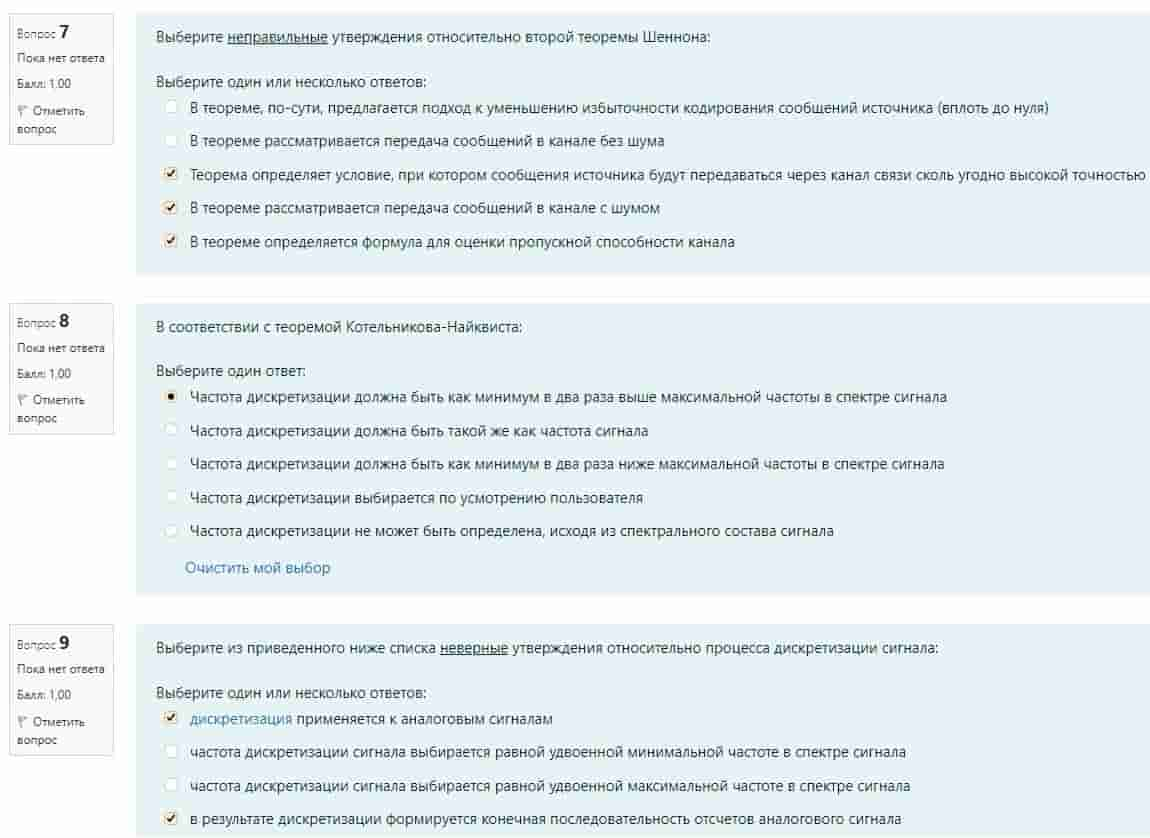 Вопрос 7
Пока нет ответа
Балл: 1,00
Отметить
вопрос
Выберите неправильные утверждения относительно второй теоремы Шеннона:
Выберите один или несколько ответов:
В теореме, по-сути, предлагается подход к уменьшению избыточности кодирования сообщений источника (вплоть до нуля)
В теореме рассматривается передача сообщений в канале без шума
Теорема определяет условие, при котором сообщения источника будут передаваться через канал связи сколь угодно высокой точностью
В теореме рассматривается передача сообщений в канале с шумом
В теореме определяется формула для оценки пропускной способности канала
Вопрос 8
Пока нет ответа
Балл: 1,00
Отметить
вопрос
В соответствии с теоремой Котельникова-Найквиста:
Выберите один ответ:
Частота дискретизации должна быть как минимум в два раза выше максимальной частоты в спектре сигнала
Частота дискретизации должна быть такой же как частота сигнала
Частота дискретизации должна быть как минимум в два раза ниже максимальной частоты в спектре сигнала
Частота дискретизации выбирается по усмотрению пользователя
Частота дискретизации не может быть определена, исходя из спектрального состава сигнала
Очистить мой выбор
Вопрос 9
Пока нет ответа
Балл: 1,00
Отметить
вопрос
Выберите из приведенного ниже списка неверные утверждения относительно процесса дискретизации сигнала:
Выберите один или несколько ответов:
дискретизация применяется к аналоговым сигналам
частота дискретизации сигнала выбирается равной удвоенной минимальной частоте в спектре сигнала
частота дискретизации сигнала выбирается равной удвоенной максимальной частоте в спектре сигнала
в результате дискретизации формируется конечная последовательность отсчетов аналогового сигнала